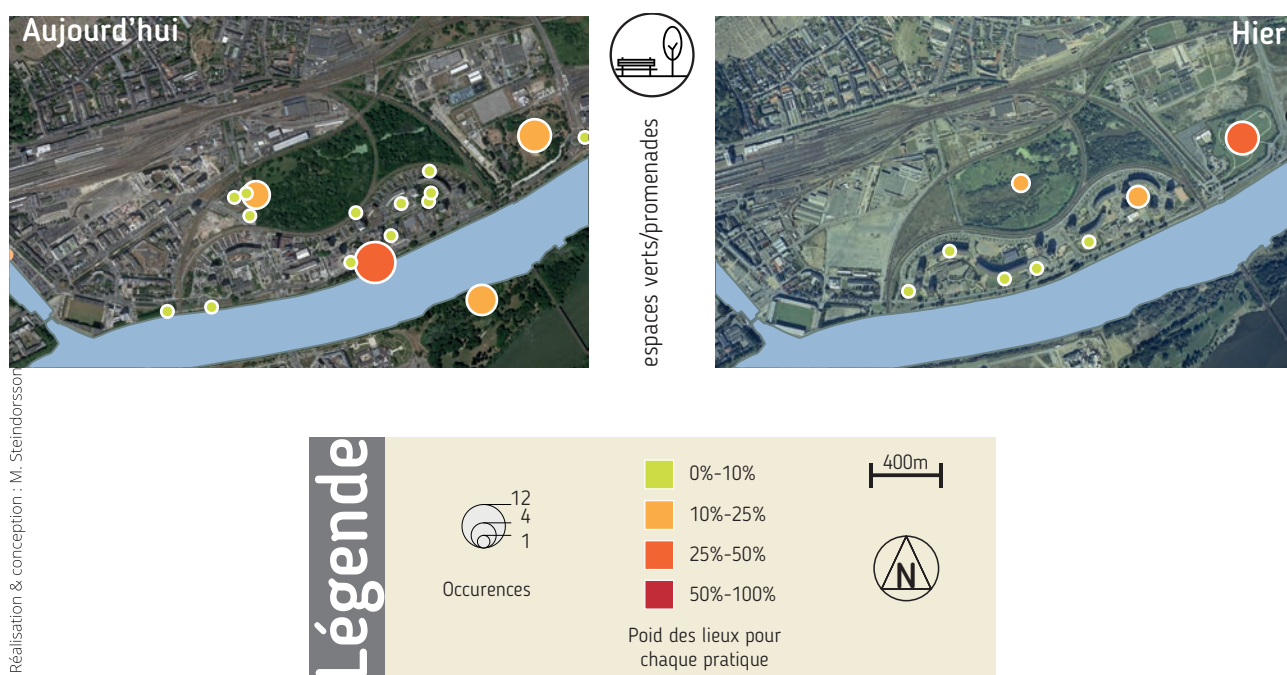 Aujourd'hui
Hier
espaces verts/promenades
Réalisation & conception : M. Steindorsson
Légende
12
4
1
Occurences
0%-10%
10%-25%
25%-50%
50%-100%
Poid des lieux pour
chaque pratique
400m
N